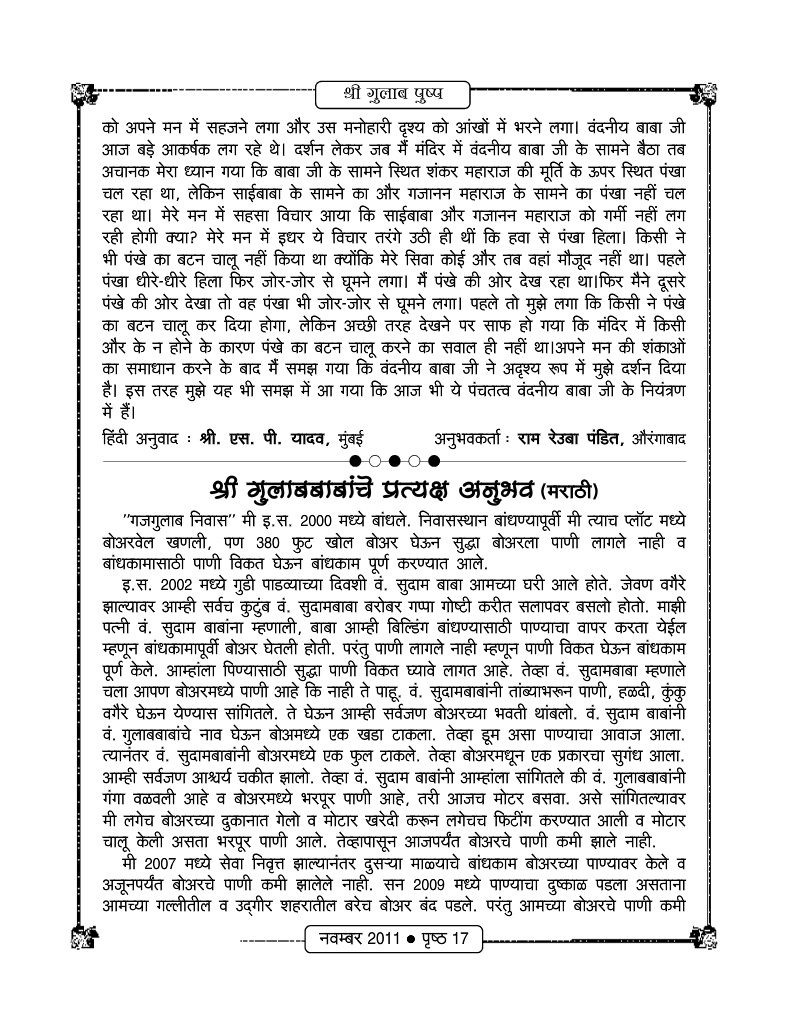 श्री गुलाब पुष्प
को अपने मन में सहजने लगा और उस मनोहारी दृश्य को आंखों में भरने लगा। वंदनीय बाबा जी
आज बड़े आकर्षक लग रहे थे। दर्शन लेकर जब मैं मंदिर में वंदनीय बाबा जी के सामने बैठा तब
अचानक मेरा ध्यान गया कि बाबा जी के सामने स्थित शंकर महाराज की मूर्ति के ऊपर स्थित पंखा
चल रहा था, लेकिन साईबाबा के सामने का और गजानन महाराज के सामने का पंखा नहीं चल
रहा था। मेरे मन में सहसा विचार आया कि साईबाबा और गजानन महाराज को गर्मी नहीं लग
रही होगी क्या? मेरे मन में इधर ये विचार तरंगे उठी ही थीं कि हवा से पंखा हिला। किसी ने
भी पंखे का बटन चालू नहीं किया था क्योंकि मेरे सिवा कोई और तब वहां मौजूद नहीं था। पहले
पंखा धीरे-धीरे हिला फिर जोर-जोर से घूमने लगा। मैं पंखे की ओर देख रहा था।फिर मैने दूसरे
पंखे की ओर देखा तो वह पंखा भी जोर-जोर से घूमने लगा। पहले तो मुझे लगा कि किसी ने पंखे
का बटन चालू कर दिया होगा, लेकिन अच्छी तरह देखने पर साफ हो गया कि मंदिर में किसी
और के न होने के कारण पंखे का बटन चालू करने का सवाल ही नहीं था।अपने मन की शंकाओं
का समाधान करने के बाद मैं समझ गया कि वंदनीय बाबा जी ने अदृश्य रूप में मुझे दर्शन दिया
है। इस तरह मुझे यह भी समझ में आ गया कि आज भी ये पंचतत्व वंदनीय बाबा जी के नियंत्रण
में हैं।
हिंदी अनुवाद : श्री. एस. पी. यादव, मुंबई अनुभवकर्ता : राम रेउबा पंडित, औरंगाबाद
श्री गुलाबबाबांचे प्रत्यक्ष अनुभव (मराठी)
"गजगुलाब निवास" मी इ.स. 2000 मध्ये बांधले. निवासस्थान बांधण्यापूर्वी मी त्याच प्लॉट मध्ये
बोअरवेल खणली, पण 380 फुट खोल बोअर घेऊन सुद्धा बोअरला पाणी लागले नाही व
बांधकामासाठी पाणी विकत घेऊन बांधकाम पूर्ण करण्यात आले.
इ.स. 2002 मध्ये गुडी पाडव्याच्या दिवशी वं. सुदाम बाबा आमच्या घरी आले होते. जेवण वगैरे
झाल्यावर आम्ही सर्वच कुटुंब वं. सुदामबाबा बरोबर गप्पा गोष्टी करीत सलापवर बसलो होतो. माझी
पत्नी वं. सुदाम बाबांना म्हणाली, बाबा आम्ही बिल्डिंग बांधण्यासाठी पाण्याचा वापर करता येईल
म्हणून बांधकामापूर्वी बोअर घेतली होती. परंतु पाणी लागले नाही म्हणून पाणी विकत घेऊन बांधकाम
पूर्ण केले. आम्हांला पिण्यासाठी सुद्धा पाणी विकत घ्यावे लागत आहे. तेव्हा वं. सुदामबाबा म्हणाले
चला आपण बोअरमध्ये पाणी आहे कि नाही ते पाहू. वं. सुदामबाबांनी तांब्याभरून पाणी, हळदी, कुंकु
वगैरे घेऊन येण्यास सांगितले. ते घेऊन आम्ही सर्वजण बोअरच्या भवती थांबलो. वं. सुदाम बाबांनी
वं. गुलाबबाबांचे नाव घेऊन बोअमध्ये एक खडा टाकला. तेव्हा डूम असा पाण्याचा आवाज आला.
त्यानंतर वं. सुदामबाबांनी बोअरमध्ये एक फुल टाकले. तेव्हा बोअरमधून एक प्रकारचा सुगंध आला.
आम्ही सर्वजण आश्चर्य चकीत झालो. तेव्हा वं. सुदाम बाबांनी आम्हांला सांगितले की वं. गुलाबबाबांनी
गंगा वळवली आहे व बोअरमध्ये भरपूर पाणी आहे, तरी आजच मोटर बसवा. असे सांगितल्यावर
मी लगेच बोअरच्या दुकानात गेलो व मोटार खरेदी करून लगेचच फिटींग करण्यात आली व मोटार
चालू केली असता भरपूर पाणी आले. तेव्हापासून आजपर्यंत बोअरचे पाणी कमी झाले नाही.
मी 2007 मध्ये सेवा निवृत्त झाल्यानंतर दुसऱ्या माळ्याचे बांधकाम बोअरच्या पाण्यावर केले व
अजूनपर्यंत बोअरचे पाणी कमी झालेले नाही. सन 2009 मध्ये पाण्याचा दुष्काळ पडला असताना
आमच्या गल्लीतील व उद्‌गीर शहरातील बरेच बोअर बंद पडले. परंतु आमच्या बोअरचे पाणी कमी
नवम्बर 2011 ● पृष्ठ 17